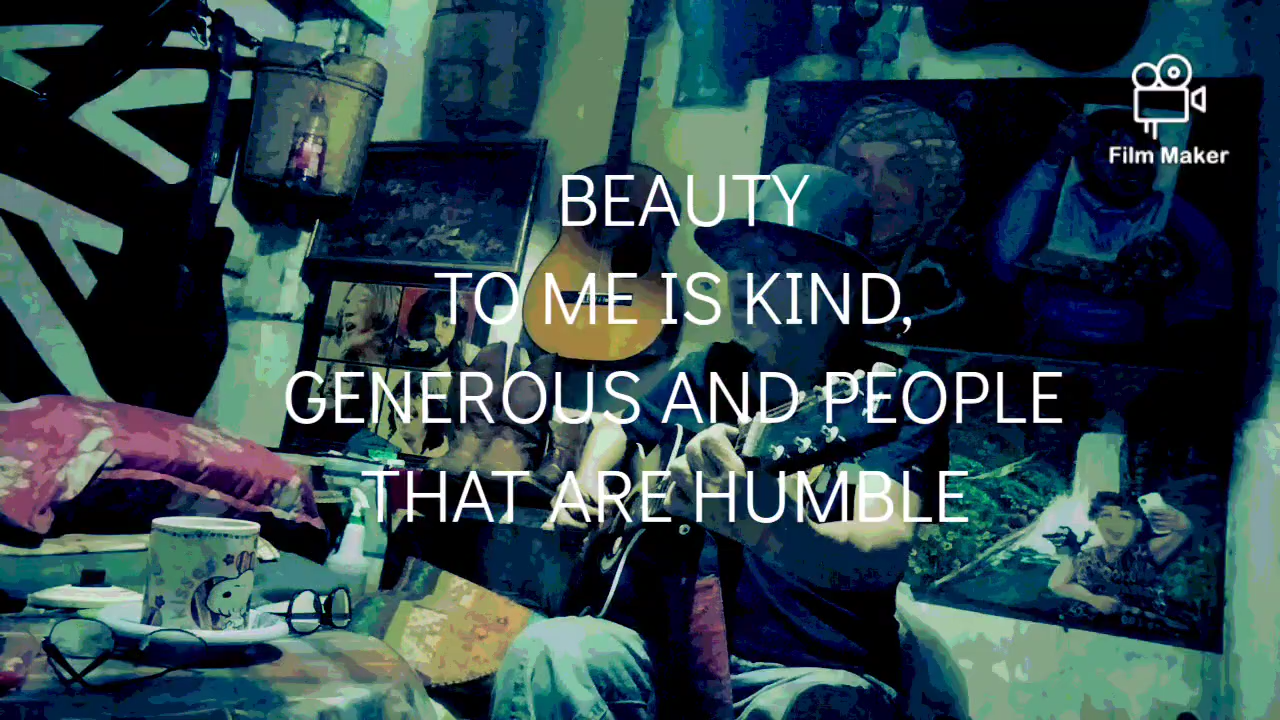 Film Maker
BEAUTY
TO ME IS KIND,
GENEROUS AND PEOPLE
THAT ARE HUMBLE